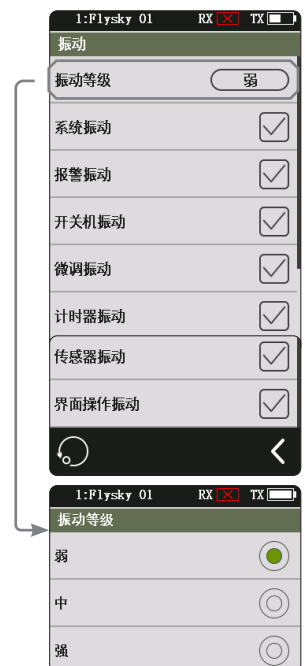 1:Flysky 01 RX TX
振动
振动等级 弱
系统振动
报警振动
开关机振动
微调振动
计时器振动
传感器振动
界面操作振动
1:Flysky 01 RX TX
振动等级
弱
中
强